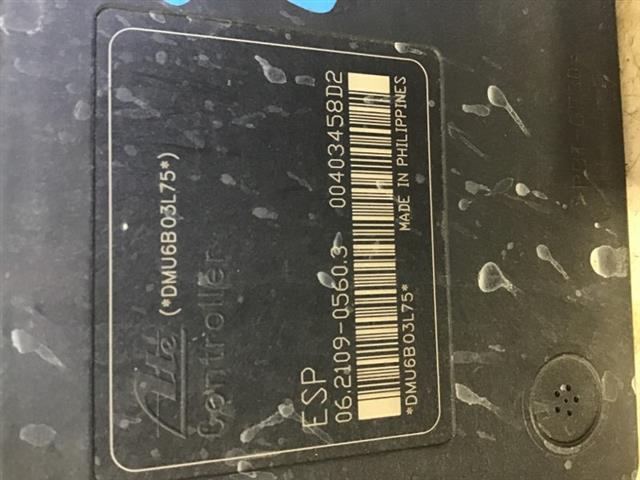 (*DMU6B03L75*)
Ate
Controller
ESP
06.2109-0560.3 00403458D2
*DMU6B03L75* MADE IN PHILIPPINES